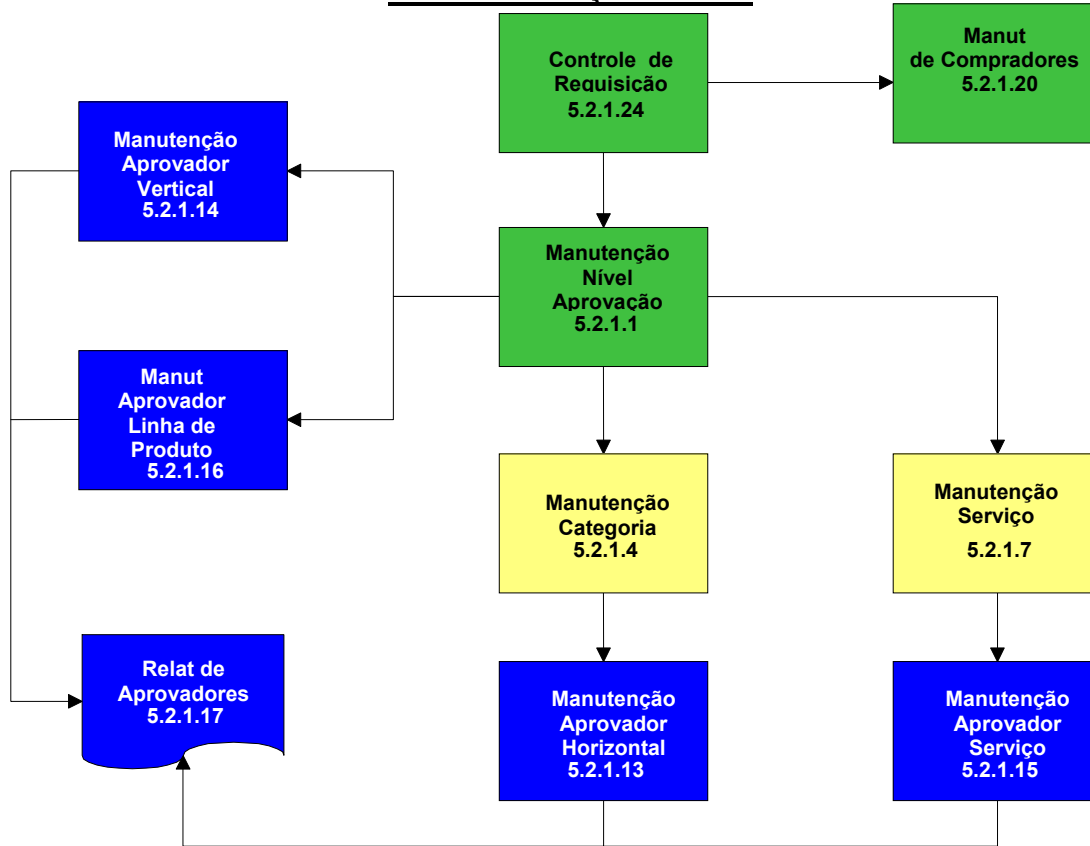 Controle de
Requisição
5.2.1.24
Manut
de Compradores
5.2.1.20
Manutenção
Aprovador
Vertical
5.2.1.14
Manutenção
Nível
Aprovação
5.2.1.1
Manut
Aprovador
Linha de
Produto
5.2.1.16
Manutenção
Categoria
5.2.1.4
Manutenção
Serviço
5.2.1.7
Relat de
Aprovadores
5.2.1.17
Manutenção
Aprovador
Horizontal
5.2.1.13
Manutenção
Aprovador
Serviço
5.2.1.15